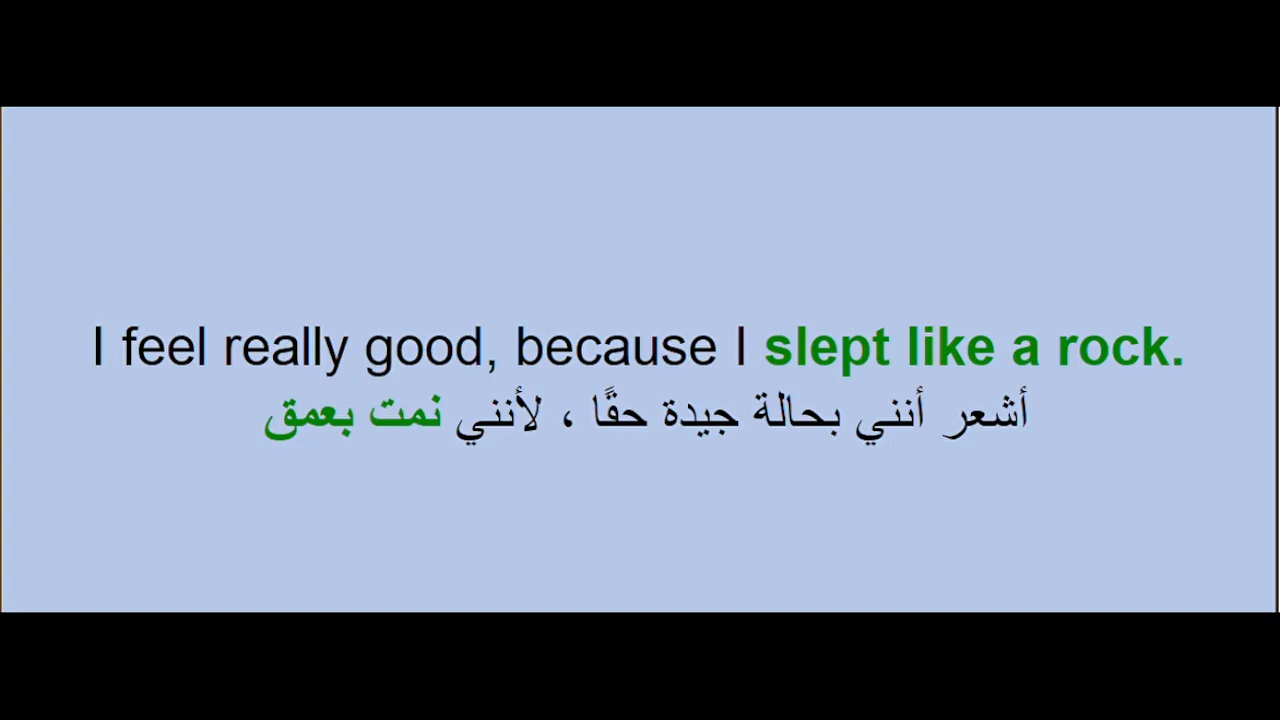 I feel really good, because I slept like a rock.
أشعر أنني بحالة جيدة حقًا ، لأنني نمت بعمق